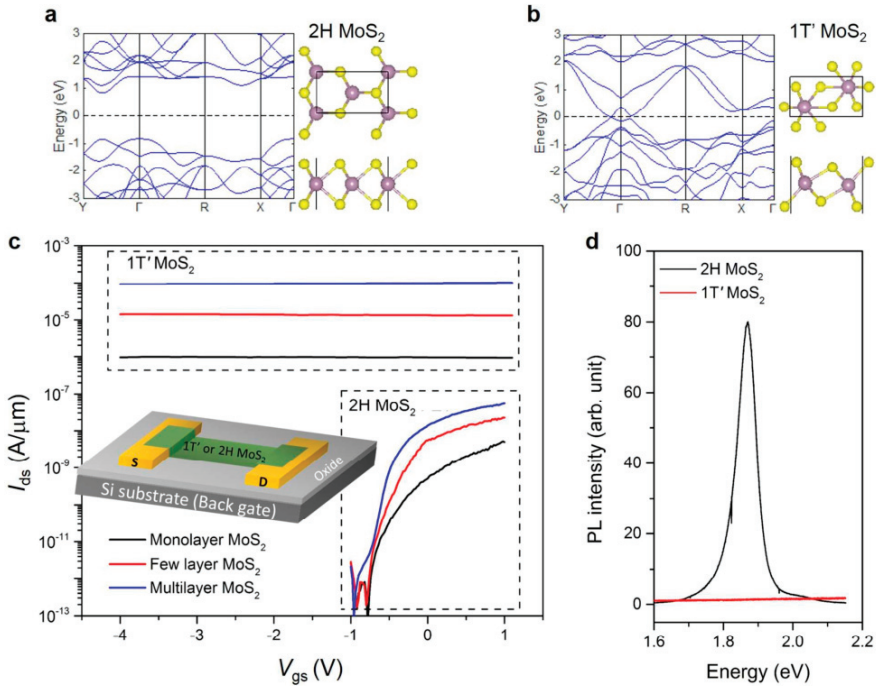 a
2H MoS2
Energy (eV)
3
2
1
0
1
2
3
Y
Γ
R
X
Γ
b
1T′ MoS2
Energy (eV)
3
2
1
0
-1
-2
-3
Y
Γ
R
X
Γ
c
1T′ MoS2
2H MoS2
Ids (A/μm)
10-3
10-5
10-7
10-9
10-11
10-13
1T′ or 2H MoS2
S
D
Oxide
Si substrate (Back gate)
Monolayer MoS2
Few layer MoS2
Multilayer MoS2
-4
-3
-2
-1
0
1
Vgs (V)
d
2H MoS2
1T′ MoS2
PL intensity (arb. unit)
100
80
60
40
20
0
1.6
1.8
2.0
2.2
Energy (eV)